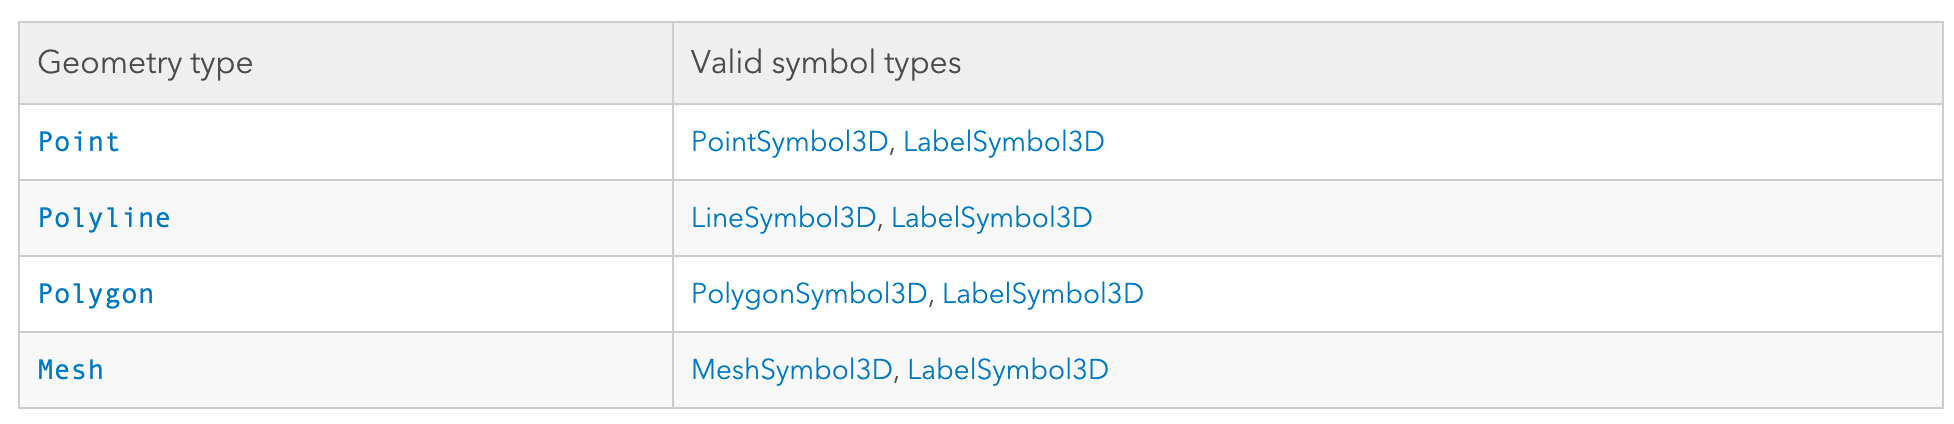 Geometry type Valid symbol types
Point PointSymbol3D, LabelSymbol3D
Polyline LineSymbol3D, LabelSymbol3D
Polygon PolygonSymbol3D, LabelSymbol3D
Mesh MeshSymbol3D, LabelSymbol3D